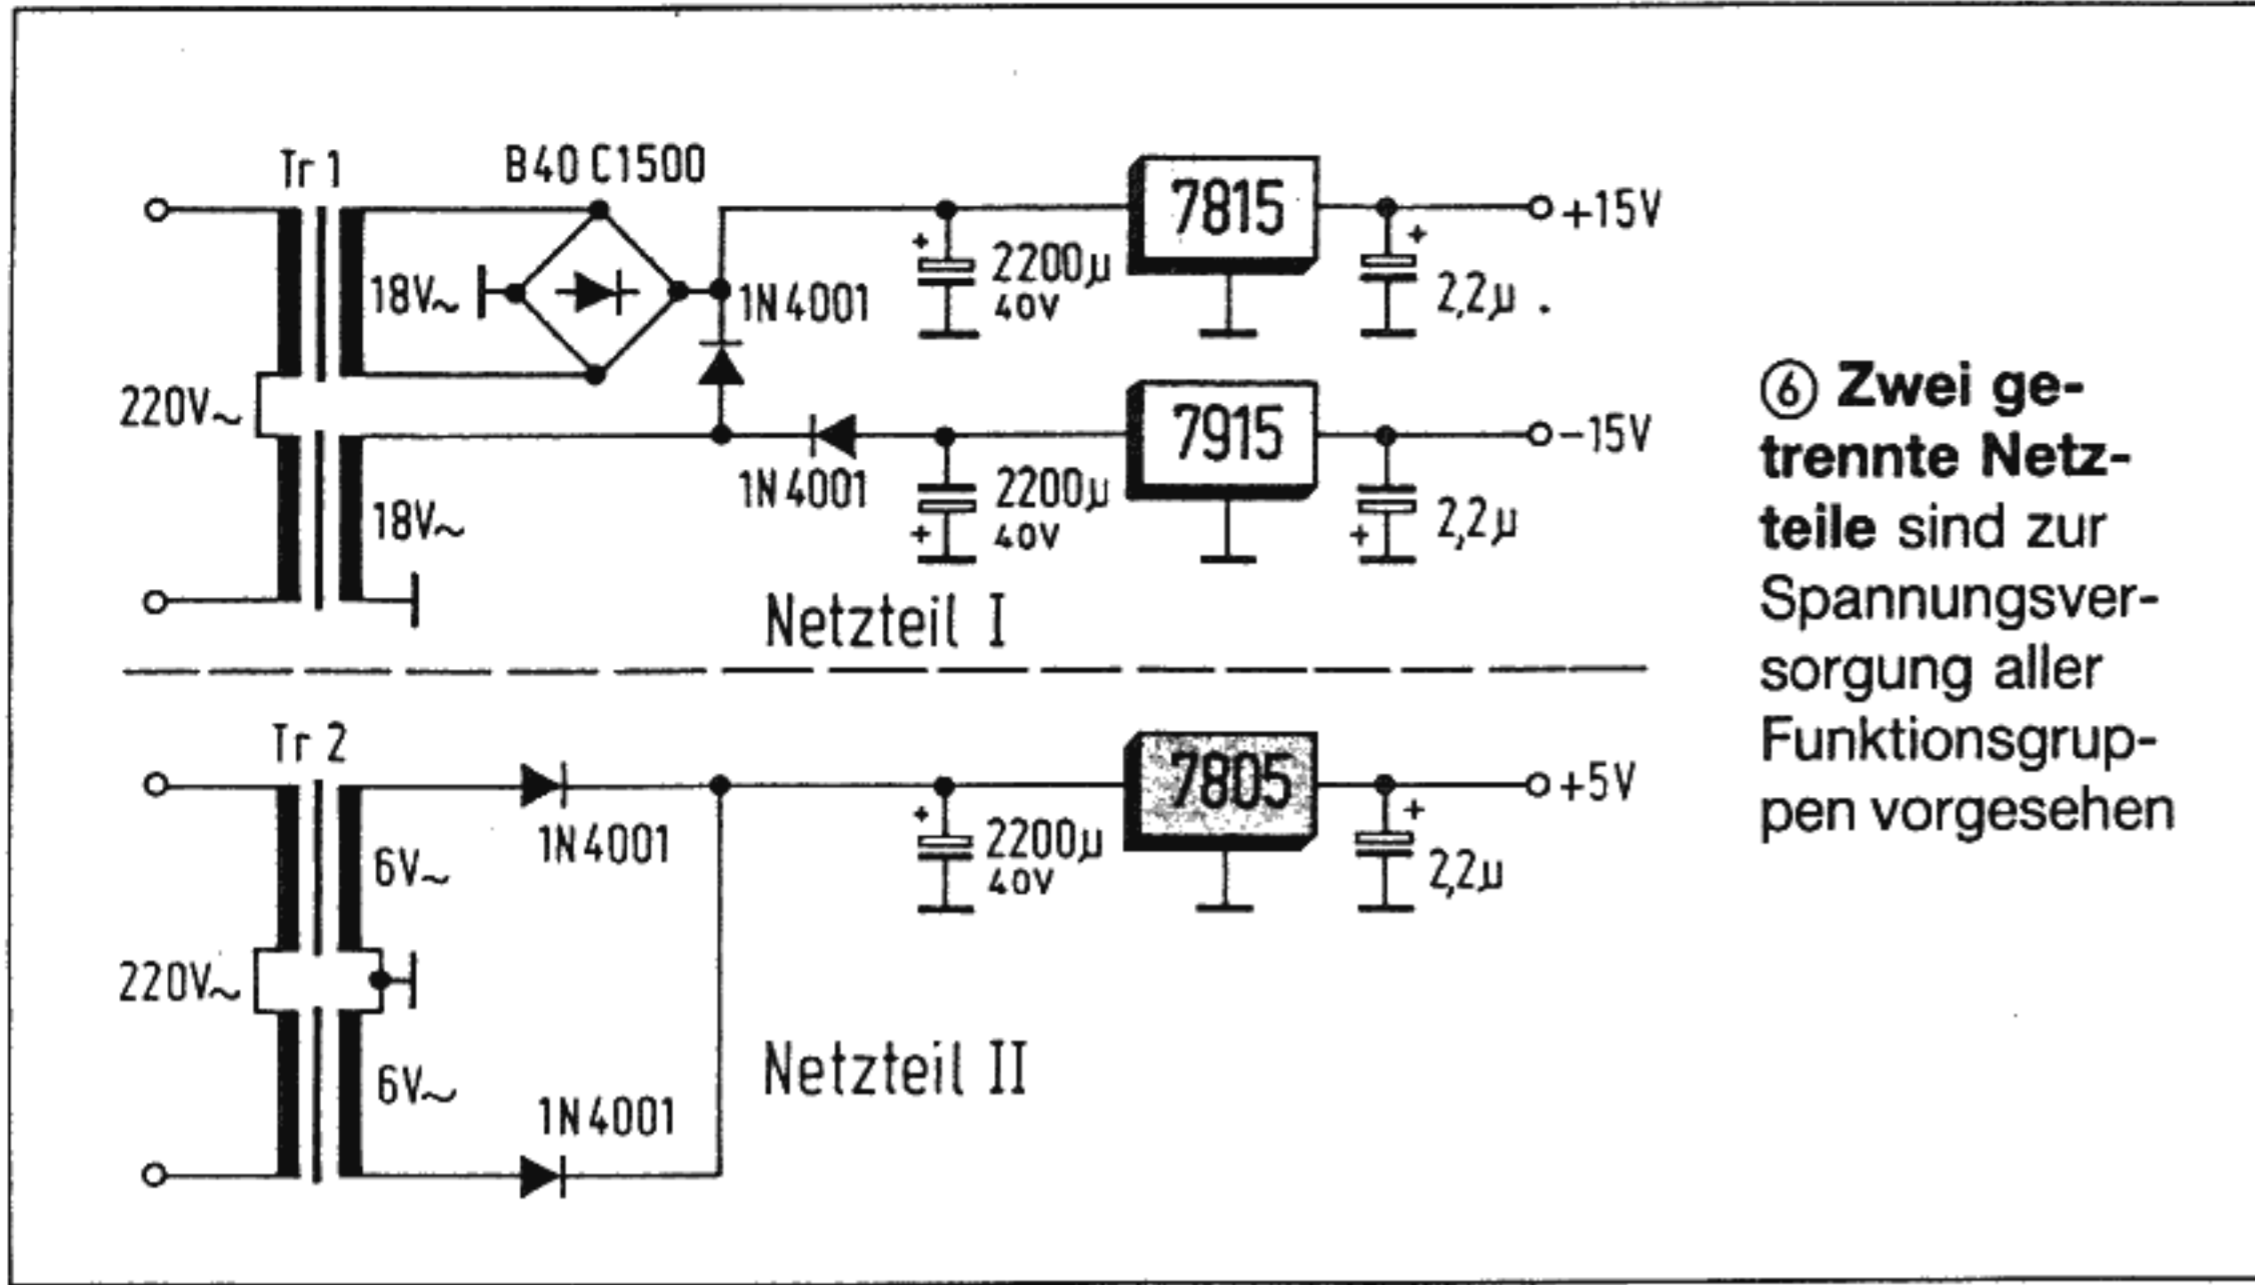 Tr 1
B40 C1500
18V~
1N4001
2200µ
40V
+
7815
+
2,2µ
+15V
220V~
18V~
1N4001
2200µ
40V
+
7915
+
2,2µ
-15V
Netzteil I
Tr 2
6V~
1N4001
2200µ
40V
+
7805
+
2,2µ
+5V
220V~
6V~
1N4001
Netzteil II
⑥ Zwei ge-
trennte Netz-
teile sind zur
Spannungsver-
sorgung aller
Funktionsgrup-
pen vorgesehen